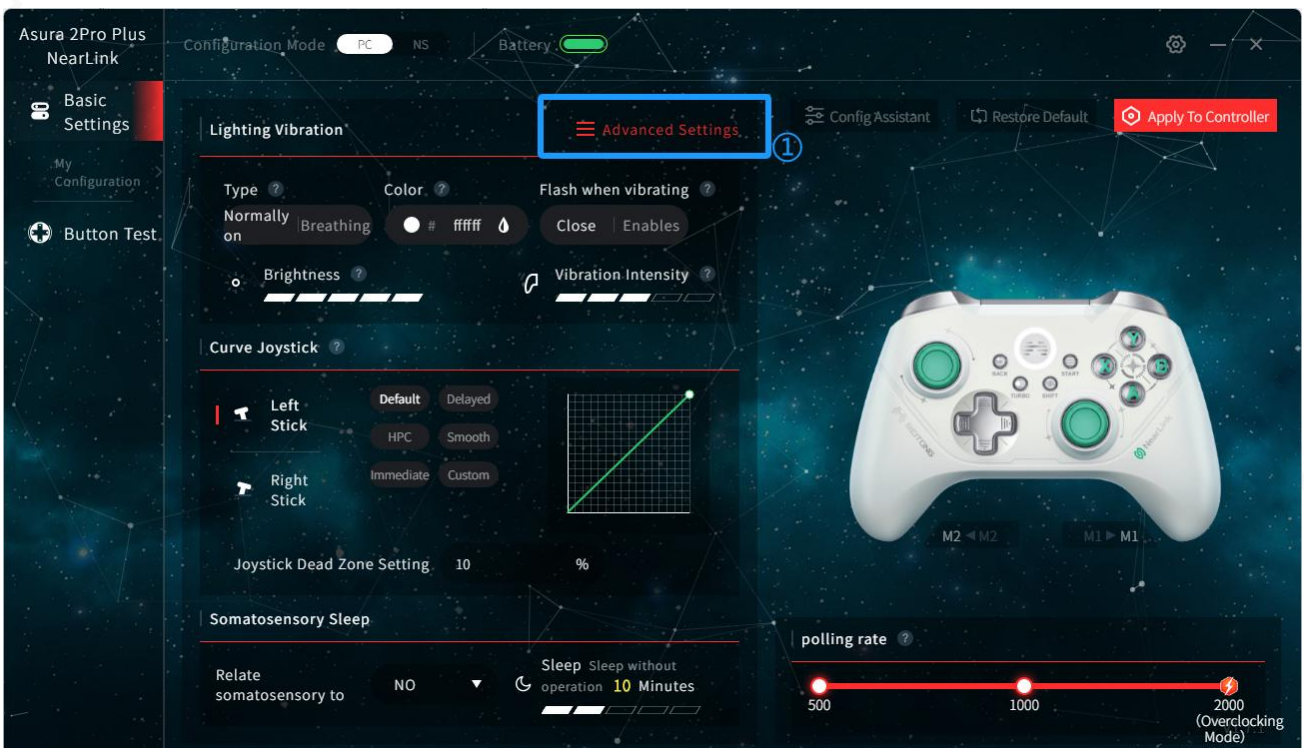 Asura 2Pro Plus
NearLink
Configuration Mode PC NS Battery
Basic
Settings
My
Configuration
Button Test
Lighting Vibration
Advanced Settings
①
Config Assistant
Restore Default
Apply To Controller
Type ? Color ? Flash when vibrating ?
Normally
on
Breathing
# ffffff
Close Enables
Brightness ? Vibration Intensity ?
Curve Joystick ?
Left
Stick
Default Delayed
HPC Smooth
Immediate Custom
Right
Stick
Joystick Dead Zone Setting 10 %
Somatosensory Sleep
Relate
somatosensory to
NO
Sleep Sleep without
operation 10 Minutes
Y
X B
A
BACK START
TURBO SHIFT
NearLink
M2 M2
M1 M1
polling rate ?
500 1000 2000
(Overclocking
Mode)